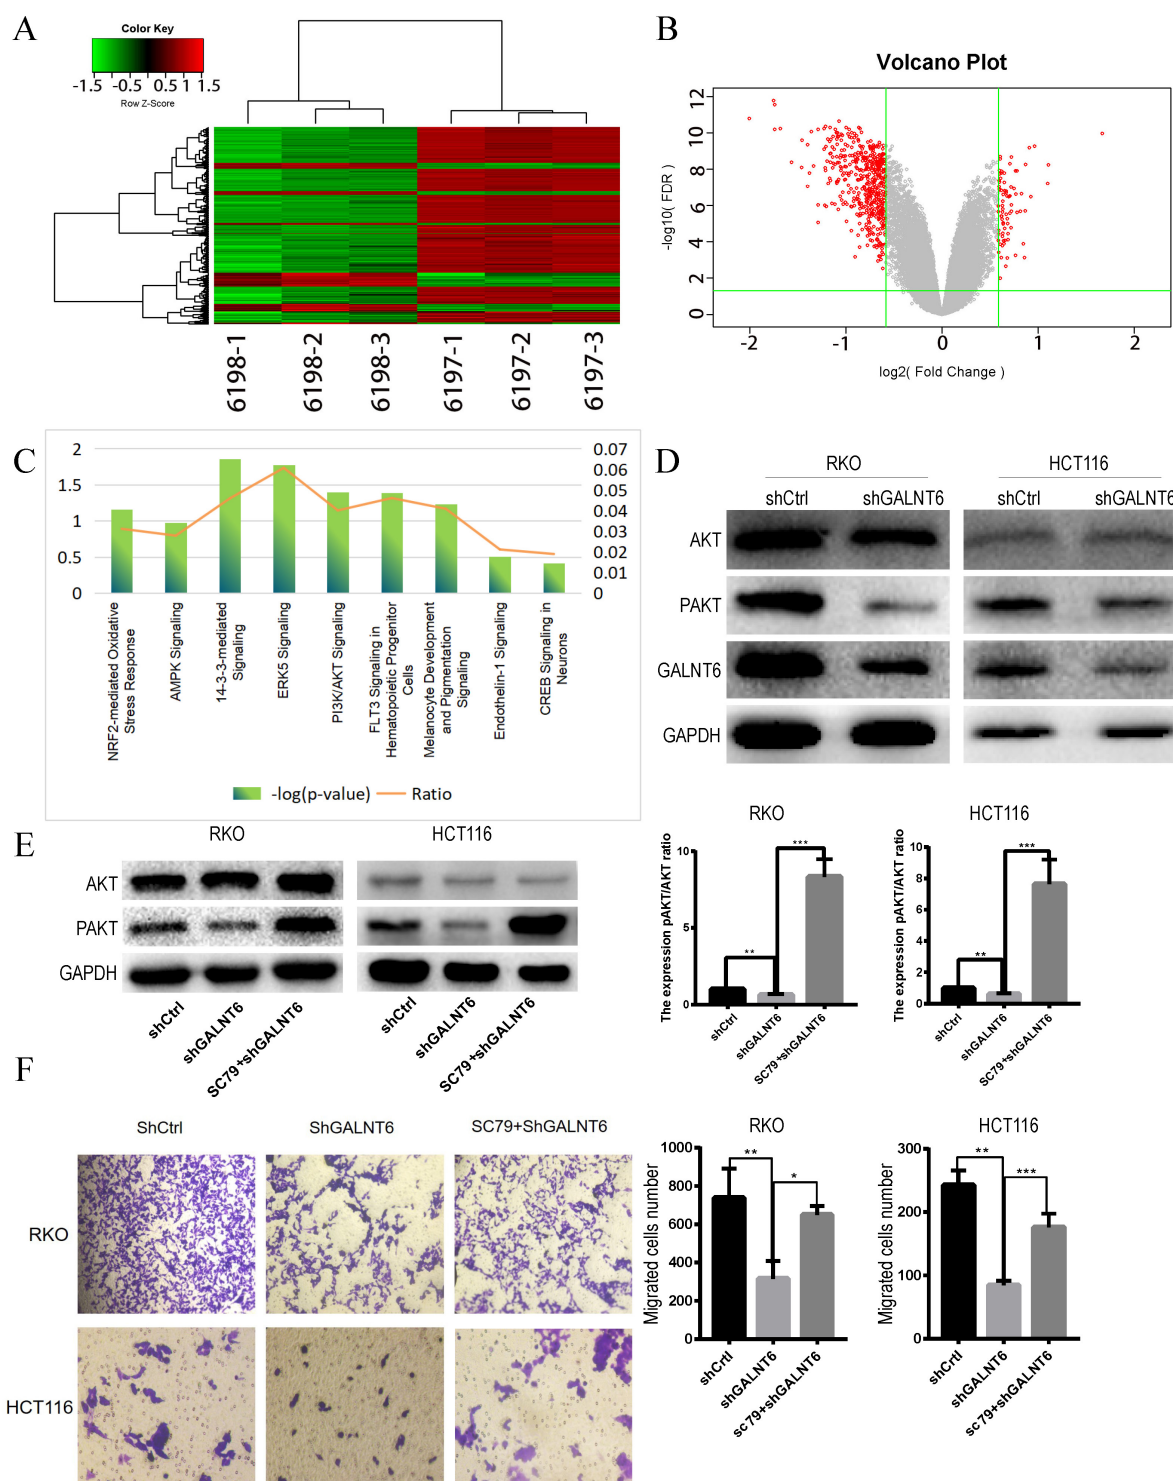 A
Color Key
-1.5 -0.5 0.5 1.5
Row Z-Score
6198-1
6198-2
6198-3
6197-1
6197-2
6197-3
B
Volcano Plot
-log10( FDR )
12
10
8
6
4
2
0
-2 -1 0 1 2
log2( Fold Change )
C
2
1.5
1
0.5
0
0.07
0.06
0.05
0.04
0.03
0.02
0.01
0
NRF2-mediated Oxidative
Stress Response
AMPK Signaling
14-3-3-mediated
Signaling
ERK5 Signaling
PI3K/AKT Signaling
FLT3 Signaling in
Hematopoietic Progenitor
Cells
Melanocyte Development
and Pigmentation
Signaling
Endothelin-1 Signaling
CREB Signaling in
Neurons
-log(p-value) Ratio
D
RKO HCT116
shCtrl shGALNT6 shCtrl shGALNT6
AKT
PAKT
GALNT6
GAPDH
E
RKO HCT116
AKT
PAKT
GAPDH
shCtrl
shGALNT6
SC79+shGALNT6
shCtrl
shGALNT6
SC79+shGALNT6
RKO
The expression pAKT/AKT ratio
10
5
0
** ***
shCtrl
shGALNT6
SC79+shGALNT6
HCT116
The expression pAKT/AKT ratio
10
8
6
4
2
0
** ***
shCtrl
shGALNT6
SC79+shGALNT6
F
ShCtrl ShGALNT6 SC79+ShGALNT6
RKO
HCT116
RKO
Migrated cells number
1000
800
600
400
200
0
** *
shCrtl
shGALNT6
sc79+shGALNT6
HCT116
Migrated cells number
300
200
100
0
** ***
shCrtl
shGALNT6
sc79+shGALNT6